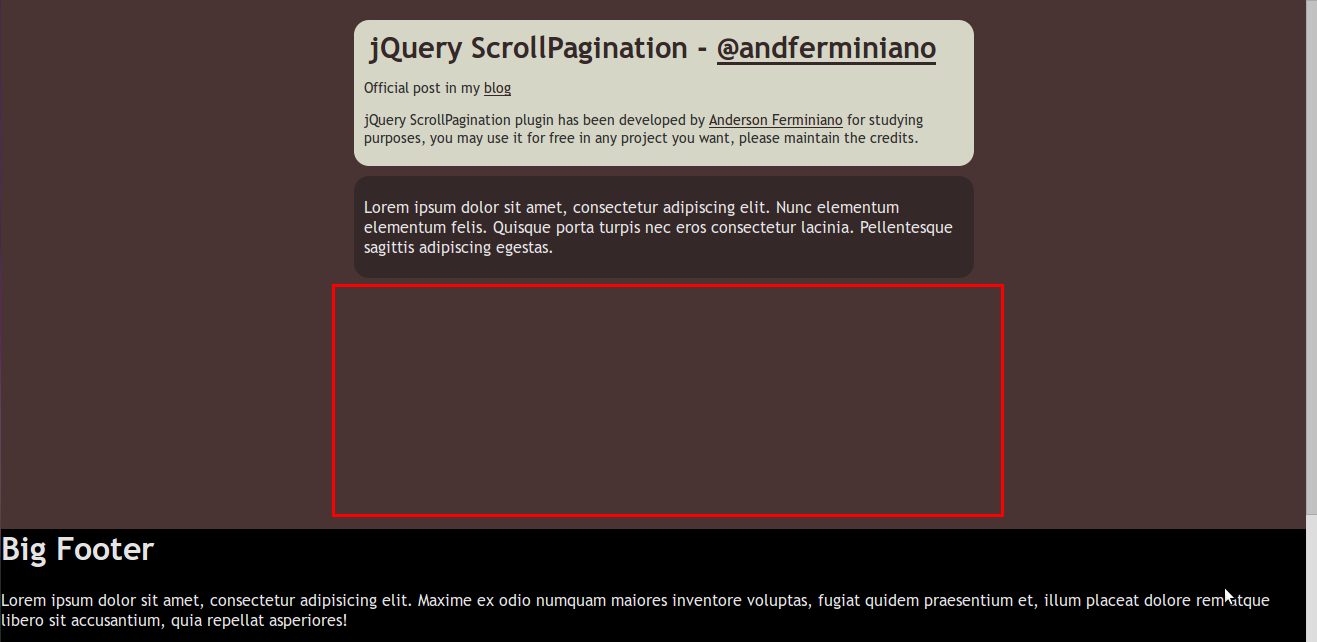 jQuery ScrollPagination - @andferminiano
Official post in my blog
jQuery ScrollPagination plugin has been developed by Anderson Ferminiano for studying
purposes, you may use it for free in any project you want, please maintain the credits.
Lorem ipsum dolor sit amet, consectetur adipiscing elit. Nunc elementum
elementum felis. Quisque porta turpis nec eros consectetur lacinia. Pellentesque
sagittis adipiscing egestas.
Big Footer
Lorem ipsum dolor sit amet, consectetur adipisicing elit. Maxime ex odio numquam maiores inventore voluptas, fugiat quidem praesentium et, illum placeat dolore rem atque
libero sit accusantium, quia repellat asperiores!